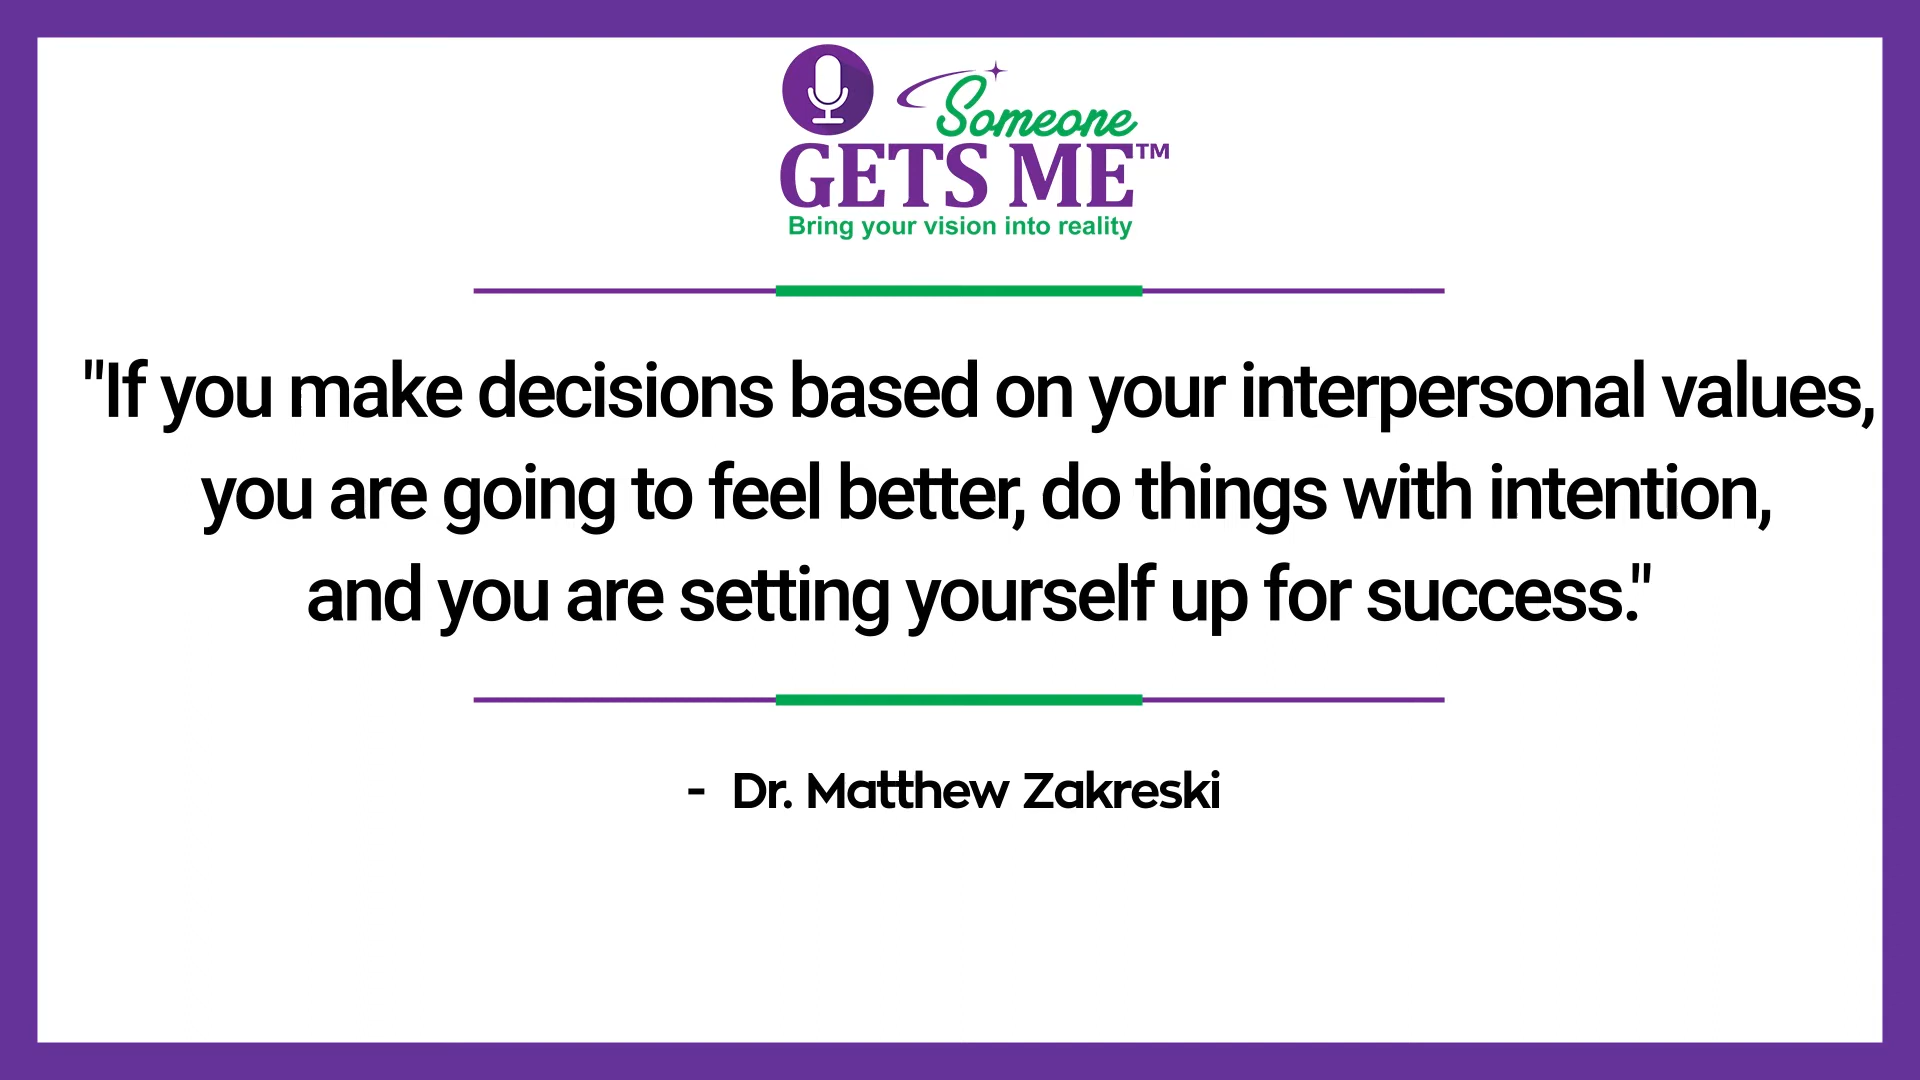 Someone
GETS ME™
Bring your vision into reality
"If you make decisions based on your interpersonal values,
you are going to feel better, do things with intention,
and you are setting yourself up for success."
- Dr. Matthew Zakreski